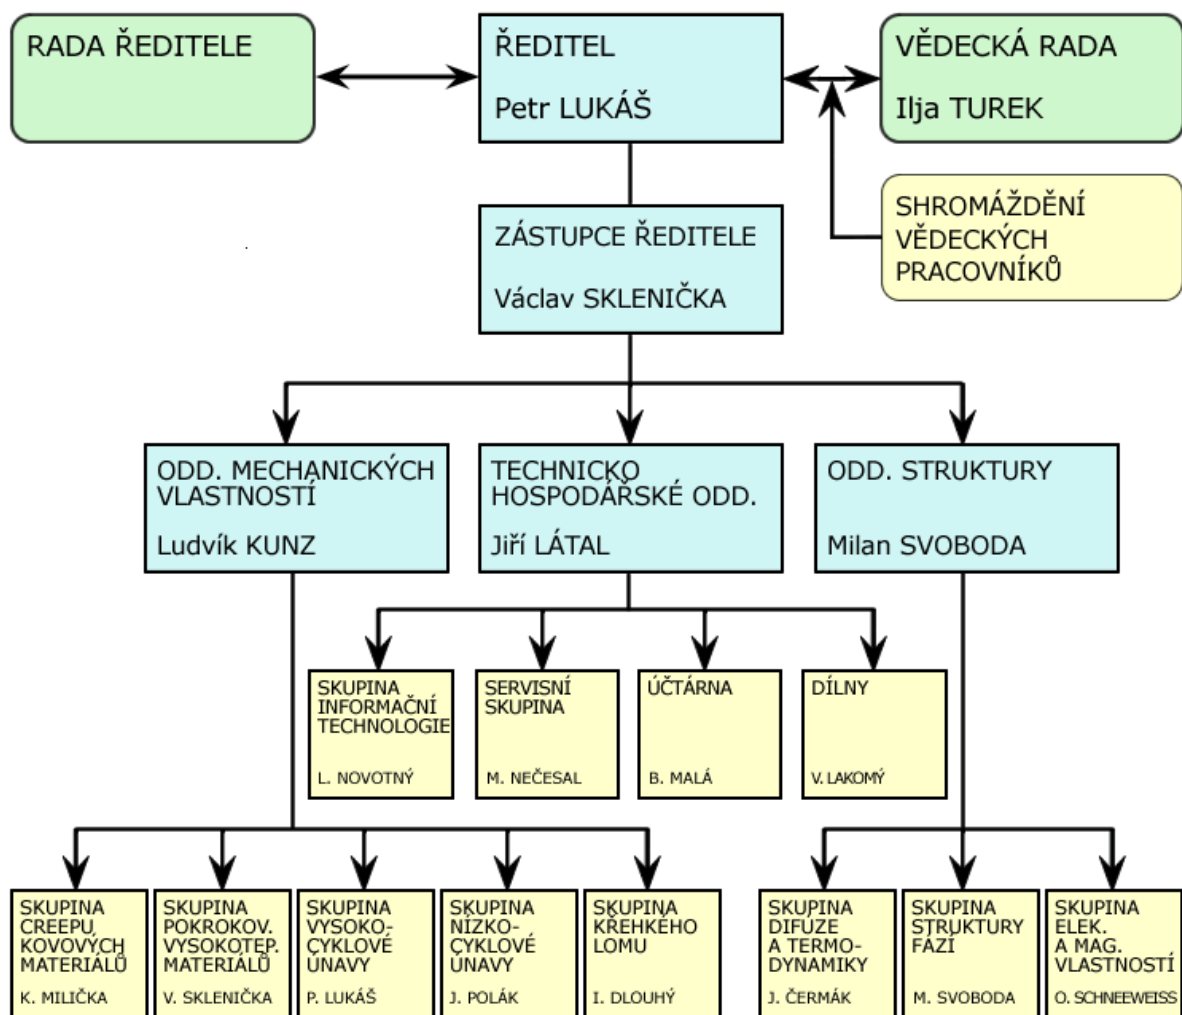 RADA ŘEDITELE
ŘEDITEL
Petr LUKÁŠ
VĚDECKÁ RADA
Ilja TUREK
SHROMÁŽDĚNÍ
VĚDECKÝCH
PRACOVNÍKŮ
ZÁSTUPCE ŘEDITELE
Václav SKLENIČKA
ODD. MECHANICKÝCH
VLASTNOSTÍ
Ludvík KUNZ
TECHNICKO
HOSPODÁŘSKÉ ODD.
Jiří LÁTAL
ODD. STRUKTURY
Milan SVOBODA
SKUPINA
INFORMAČNÍ
TECHNOLOGIE
L. NOVOTNÝ
SERVISNÍ
SKUPINA
M. NEČESAL
ÚČTÁRNA
B. MALÁ
DÍLNY
V. LAKOMÝ
SKUPINA
CREEPU
KOVOVÝCH
MATERIÁLŮ
K. MILIČKA
SKUPINA
POKROKOV.
VYSOKOTEP.
MATERIÁLŮ
V. SKLENIČKA
SKUPINA
VYSOKO-
CYKLOVÉ
ÚNAVY
P. LUKÁŠ
SKUPINA
NÍZKO-
CYKLOVÉ
ÚNAVY
J. POLÁK
SKUPINA
KŘEHKÉHO
LOMU
I. DLOUHÝ
SKUPINA
DIFÚZE
A TERMO-
DYNAMIKY
J. ČERMÁK
SKUPINA
STRUKTURY
FÁZÍ
M. SVOBODA
SKUPINA
ELEK.
A MAG.
VLASTNOSTÍ
O. SCHNEEWEISS